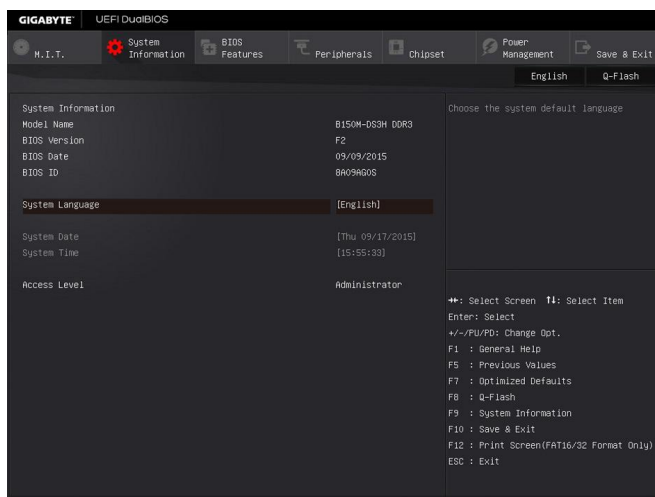 GIGABYTE™ UEFI DualBIOS
M.I.T.
System Information
BIOS Features
Peripherals
Chipset
Power Management
Save & Exit
English Q-Flash
System Information
Model Name B150M-DS3H DDR3
BIOS Version F2
BIOS Date 09/09/2015
BIOS ID 8A09AG0S
System Language [English]
System Date [Thu 09/17/2015]
System Time [15:55:33]
Access Level Administrator
Choose the system default language
→←: Select Screen ↑↓: Select Item
Enter: Select
+/-/PU/PD: Change Opt.
F1 : General Help
F5 : Previous Values
F7 : Optimized Defaults
F8 : Q-Flash
F9 : System Information
F10 : Save & Exit
F12 : Print Screen(FAT16/32 Format Only)
ESC : Exit